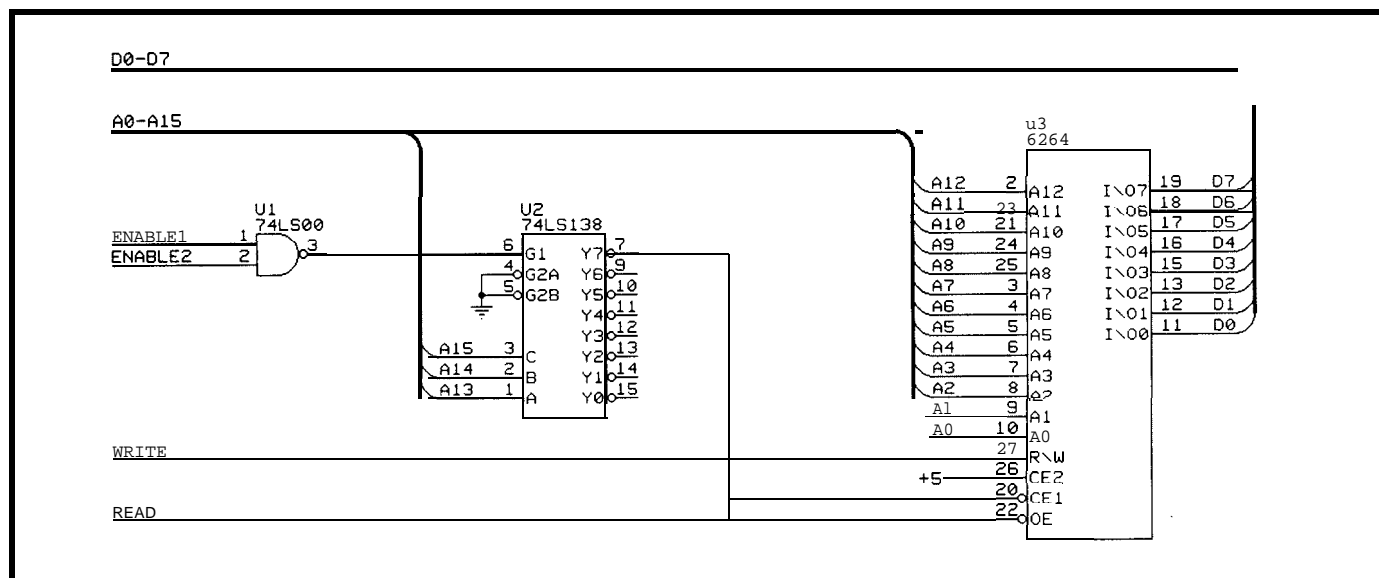 D0-D7
A0-A15
u3
6264
U1
74LS00
ENABLE1 1
ENABLE2 2
3
U2
74LS138
6 G1 Y7 7
4 G2A Y6 9
5 G2B Y5 10
Y4 11
Y3 12
A15 3 C Y2 13
A14 2 B Y1 14
A13 1 A Y0 15
A12 2 A12 I\O7 19 D7
A11 23 A11 I\O6 18 D6
A10 21 A10 I\O5 17 D5
A9 24 A9 I\O4 16 D4
A8 25 A8 I\O3 15 D3
A7 3 A7 I\O2 13 D2
A6 4 A6 I\O1 12 D1
A5 5 A5 I\O0 11 D0
A4 6 A4
A3 7 A3
A2 8 A2
A1 9 A1
A0 10 A0
WRITE 27 R\W
+5 26 CE2
20 CE1
READ 22 OE